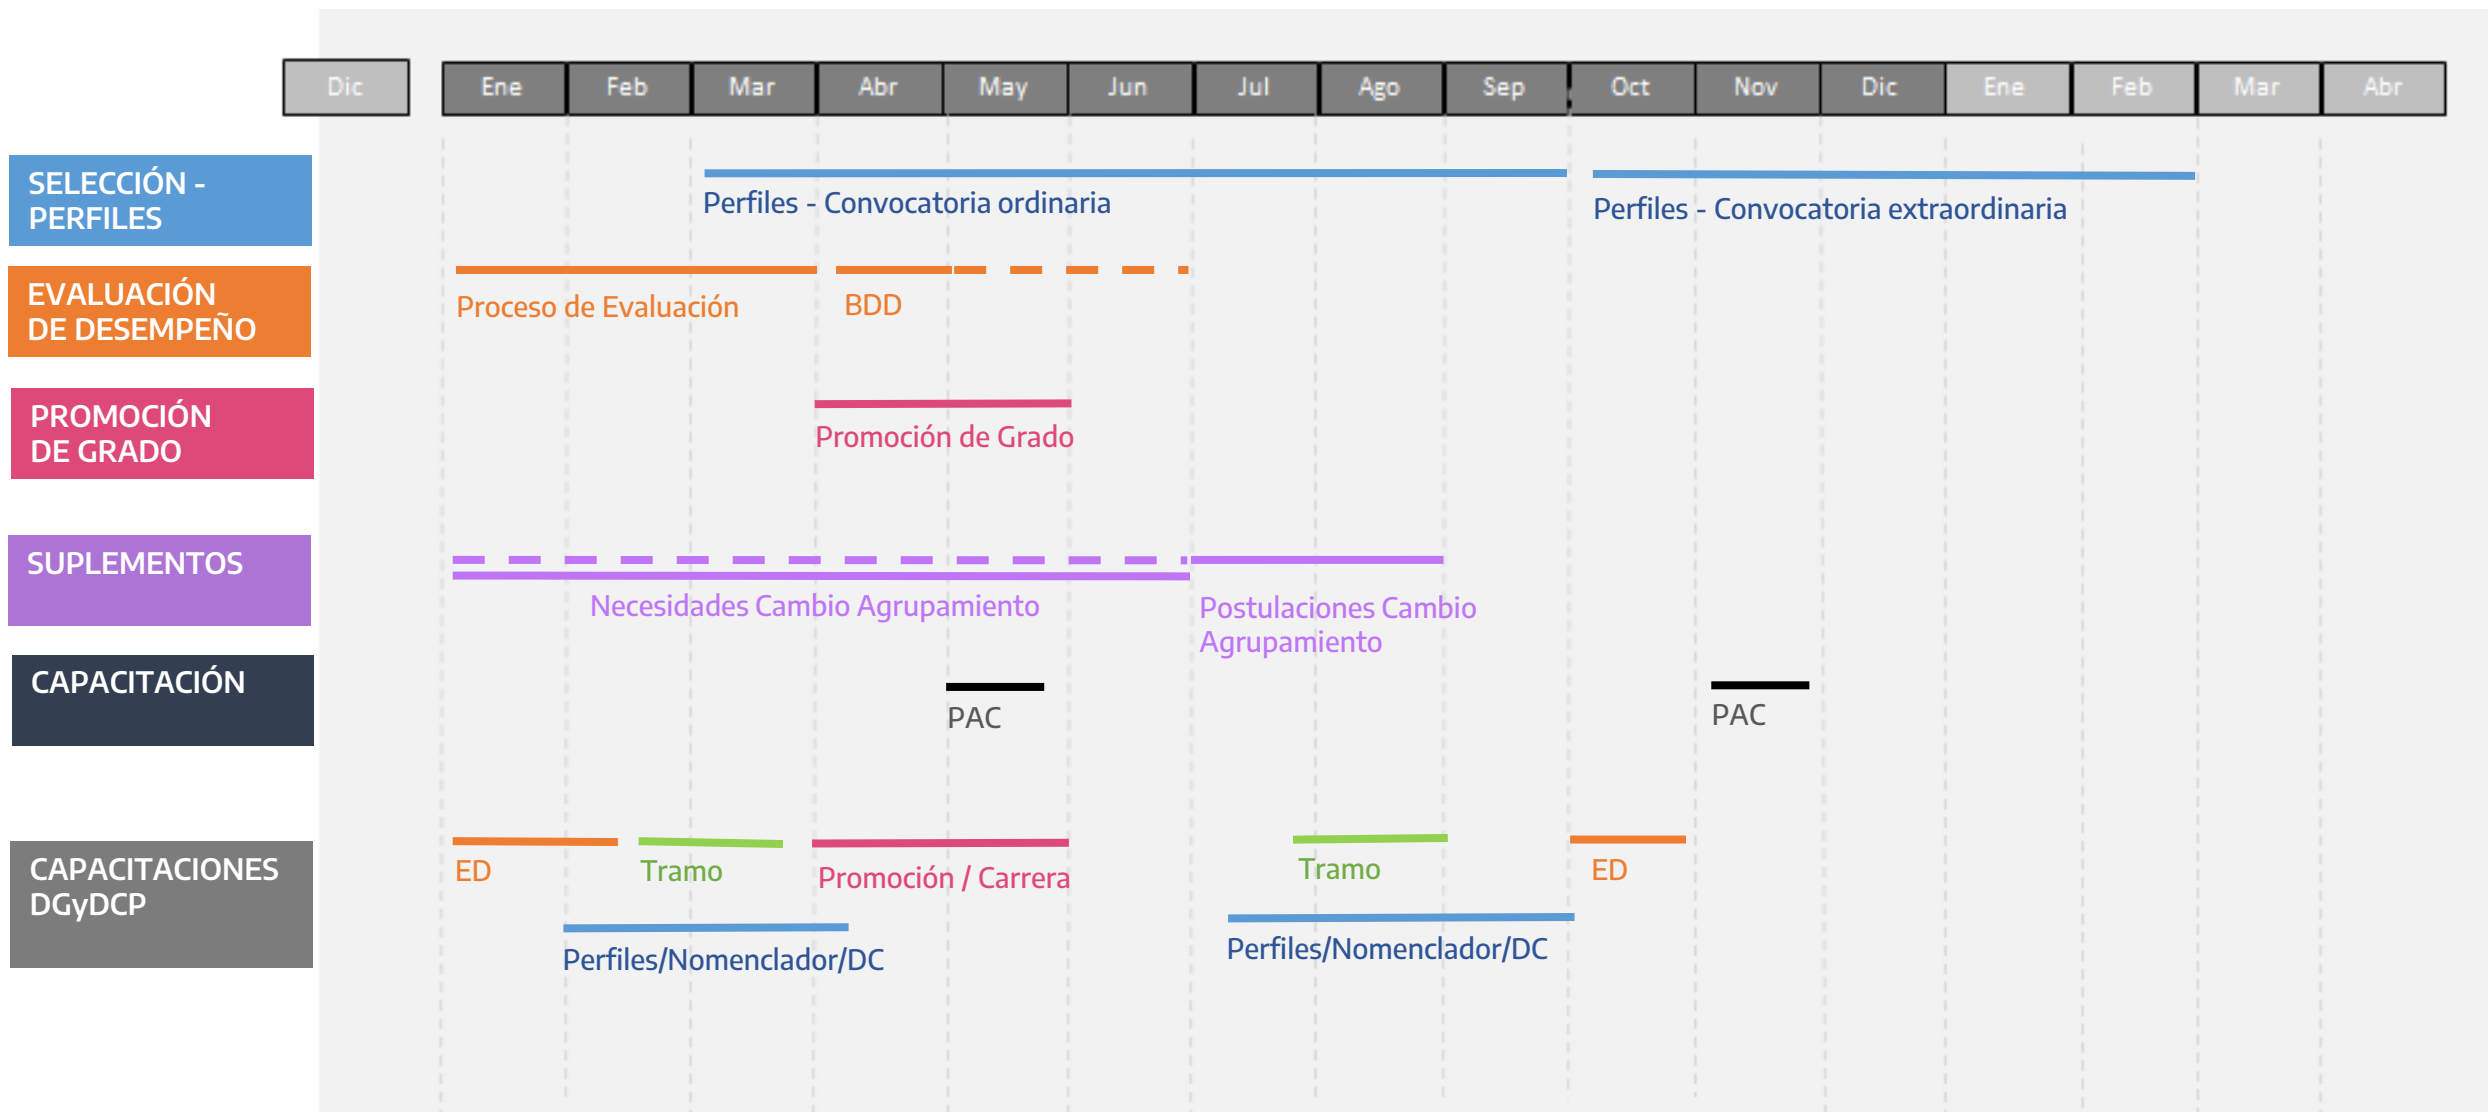 Dic Ene Feb Mar Abr May Jun Jul Ago Sep Oct Nov Dic Ene Feb Mar Abr
SELECCIÓN -
PERFILES
Perfiles - Convocatoria ordinaria
Perfiles - Convocatoria extraordinaria
EVALUACIÓN
DE DESEMPEÑO
Proceso de Evaluación
BDD
PROMOCIÓN
DE GRADO
Promoción de Grado
SUPLEMENTOS
Necesidades Cambio Agrupamiento
Postulaciones Cambio
Agrupamiento
CAPACITACIÓN
PAC
PAC
CAPACITACIONES
DGyDCP
ED
Tramo
Promoción / Carrera
Tramo
ED
Perfiles/Nomenclador/DC
Perfiles/Nomenclador/DC